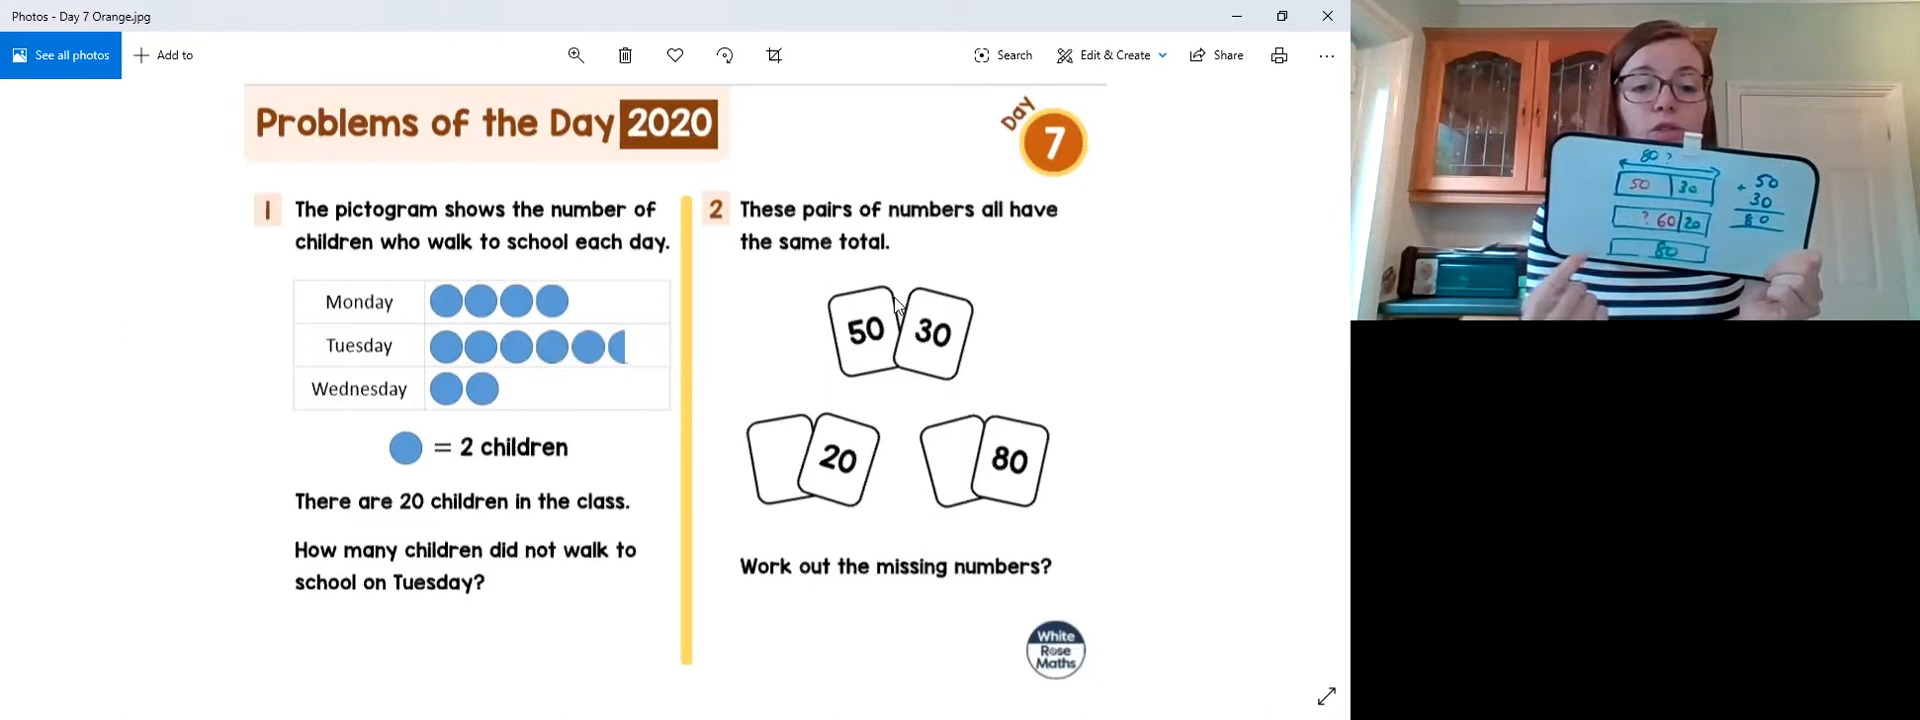 Photos - Day 7 Orange.jpg
See all photos
Add to
Search
Edit & Create
Share
Problems of the Day 2020
Day
7
1 The pictogram shows the number of
children who walk to school each day.
Monday
Tuesday
Wednesday
= 2 children
There are 20 children in the class.
How many children did not walk to
school on Tuesday?
2 These pairs of numbers all have
the same total.
50 30
20
80
Work out the missing numbers?
White
Rose
Maths
80 ?
50 30
? 60 20
80
50
+ 30
80